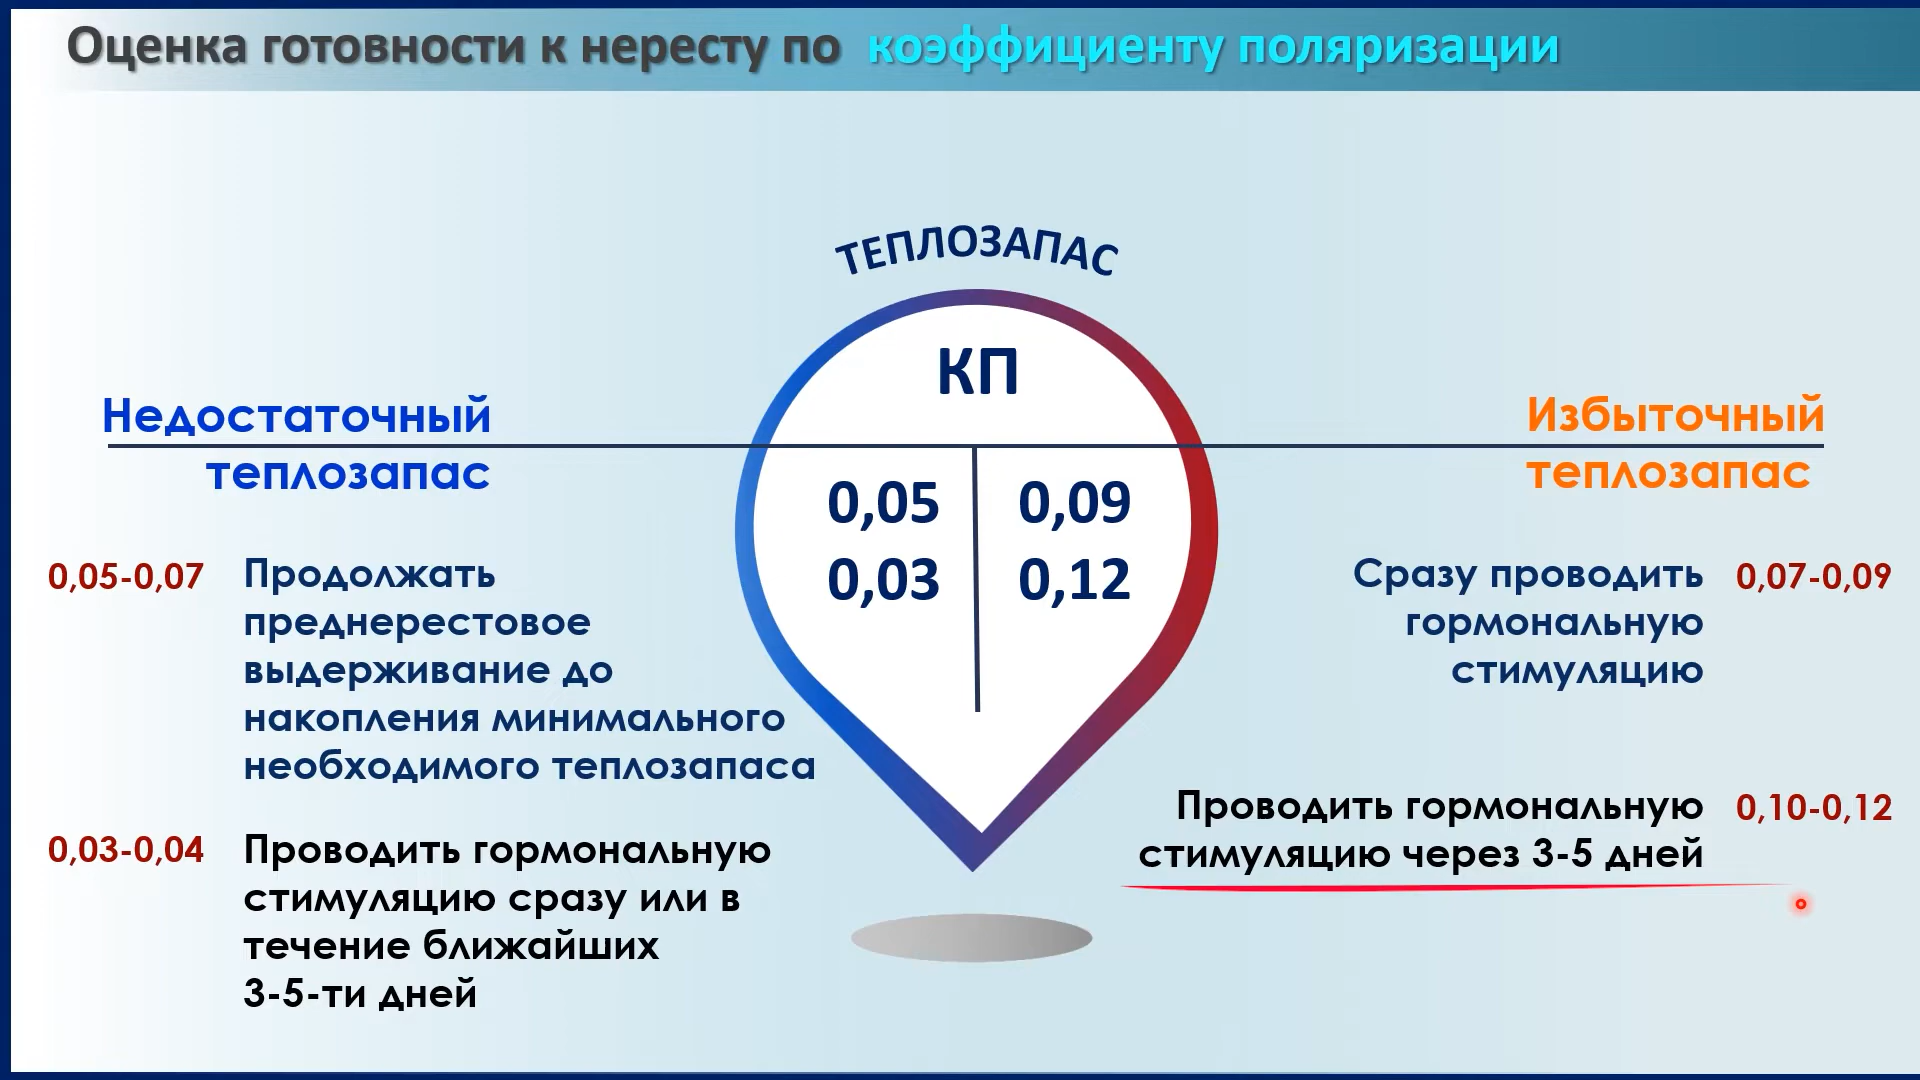 Оценка готовности к нересту по коэффициенту поляризации
ТЕПЛОЗАПАС
КП
0,05 0,09
0,03 0,12
Недостаточный
теплозапас
0,05-0,07 Продолжать
преднерестовое
выдерживание до
накопления минимального
необходимого теплозапаса
0,03-0,04 Проводить гормональную
стимуляцию сразу или в
течение ближайших
3-5-ти дней
Избыточный
теплозапас
Сразу проводить 0,07-0,09
гормональную
стимуляцию
Проводить гормональную 0,10-0,12
стимуляцию через 3-5 дней